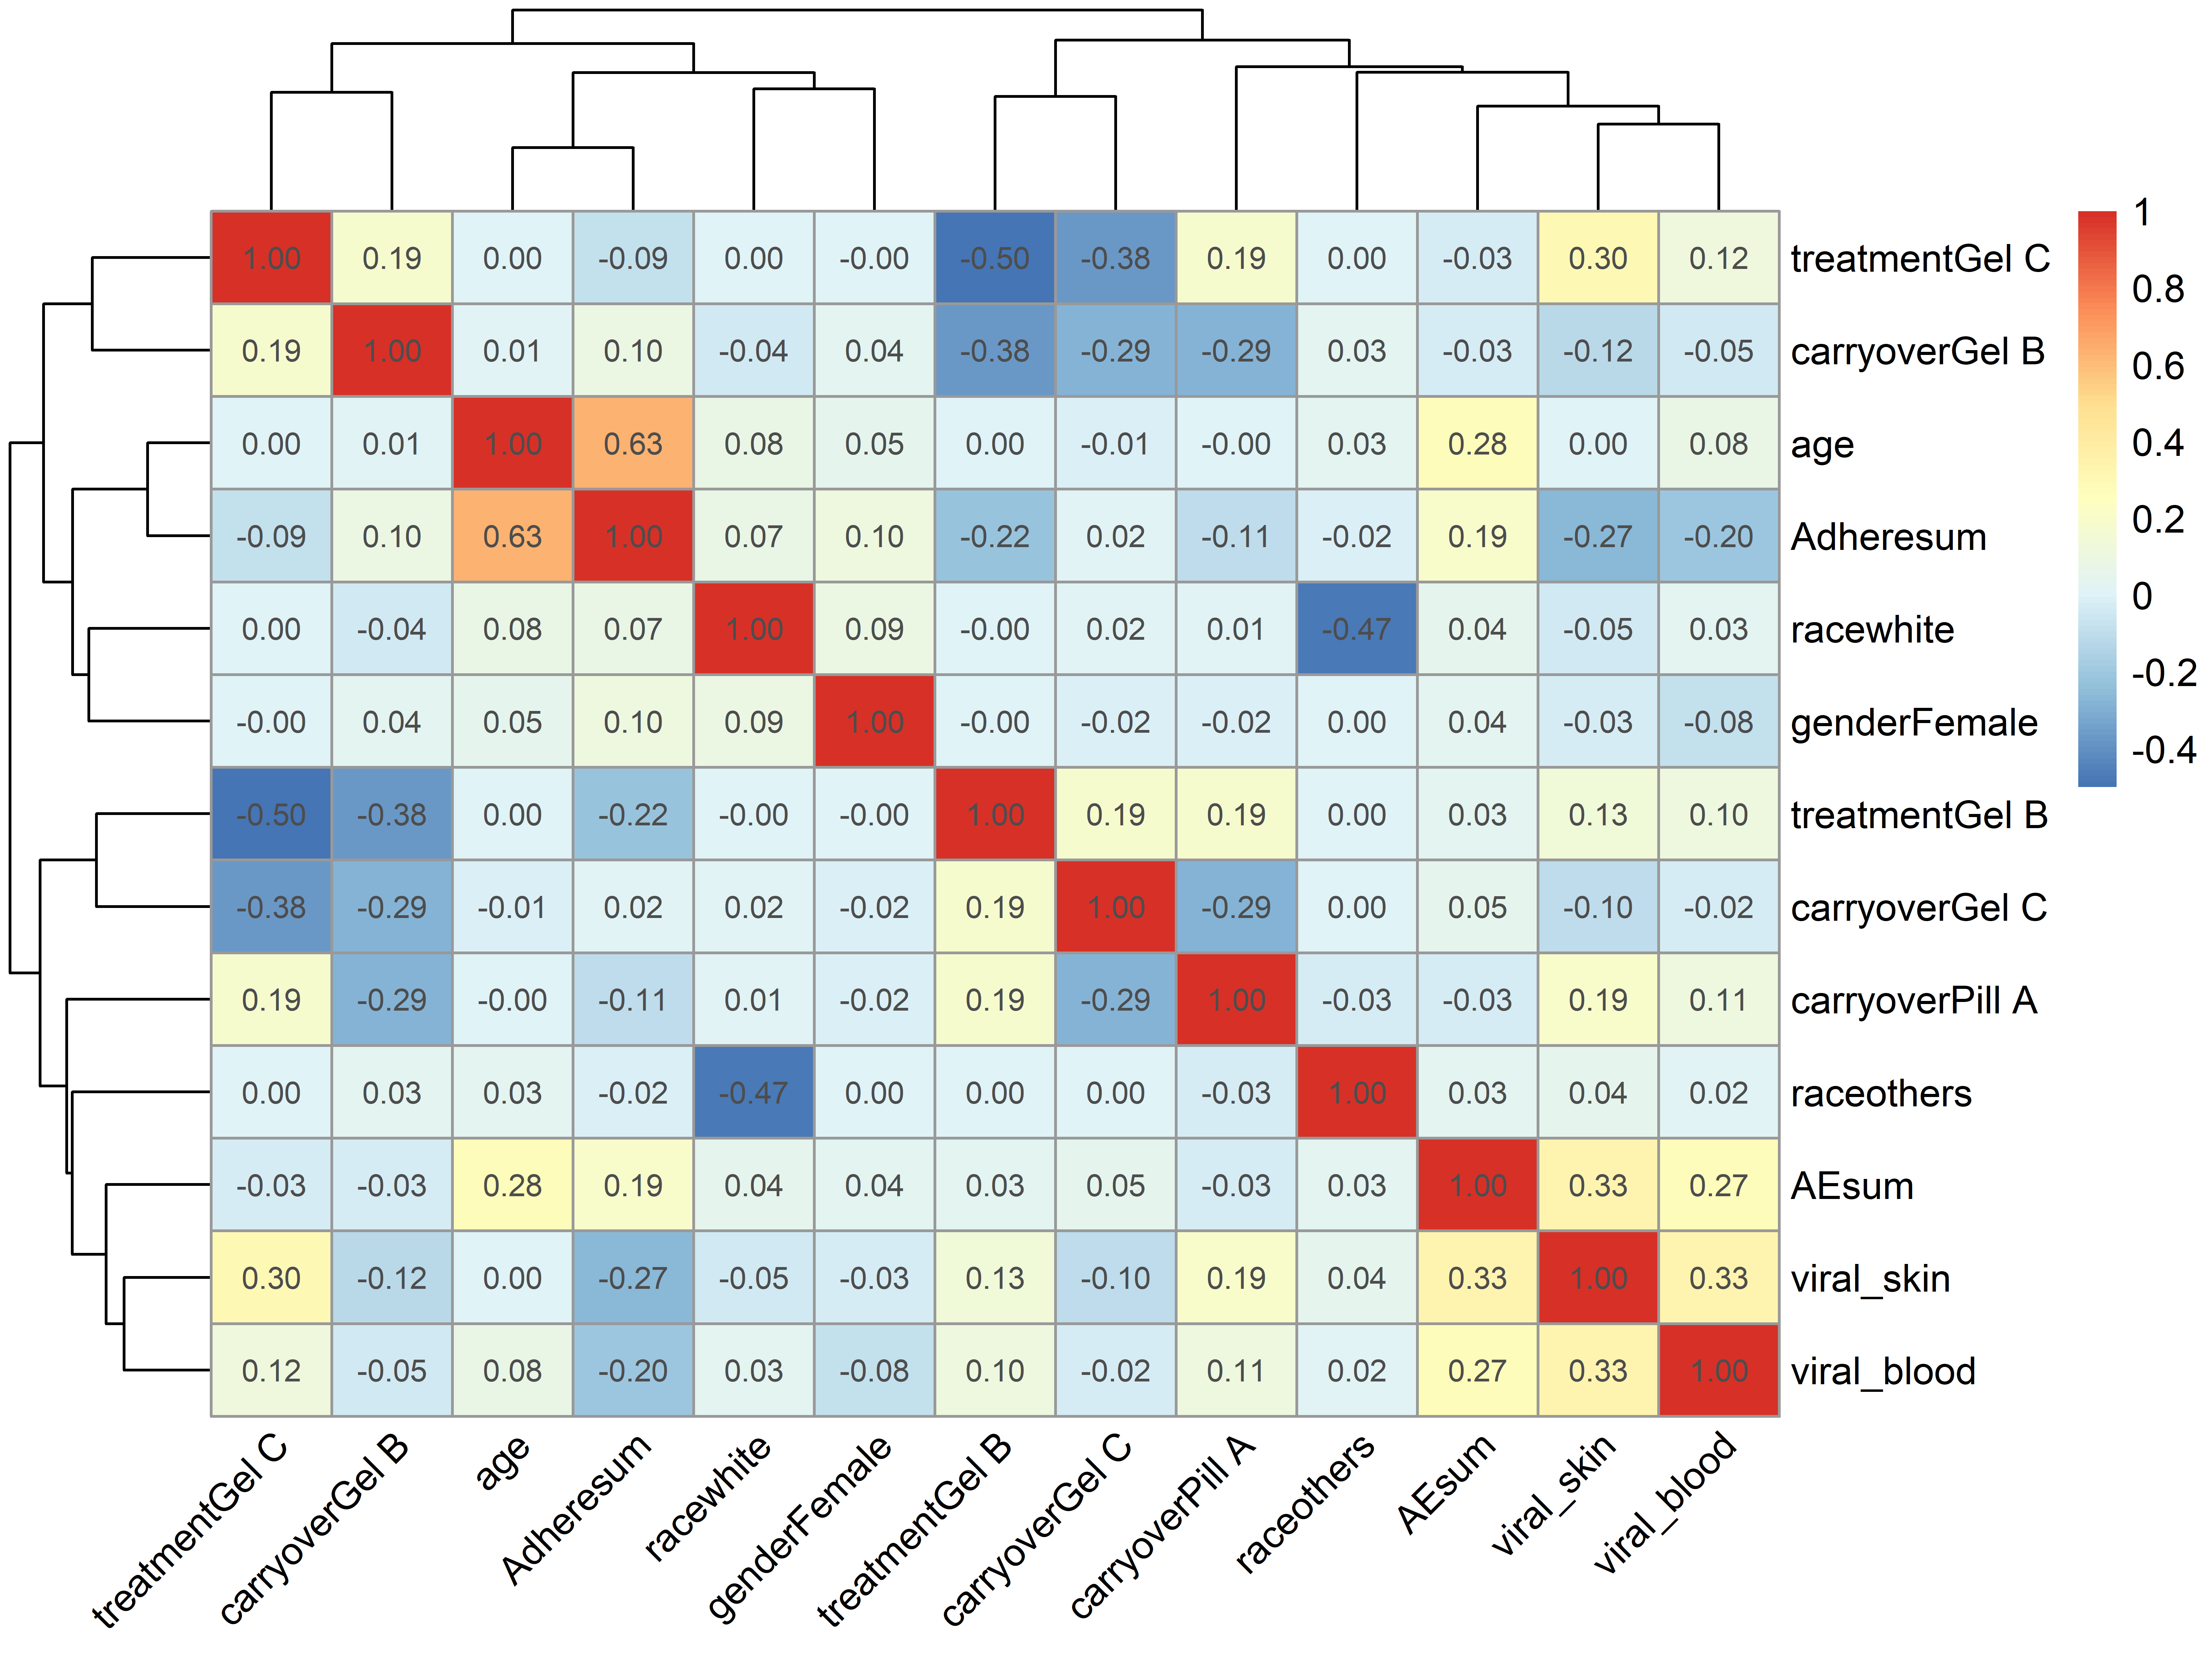 1.00 0.19 0.00 -0.09 0.00 -0.00 -0.50 -0.38 0.19 0.00 -0.03 0.30 0.12 treatmentGel C
0.19 1.00 0.01 0.10 -0.04 0.04 -0.38 -0.29 -0.29 0.03 -0.03 -0.12 -0.05 carryoverGel B
0.00 0.01 1.00 0.63 0.08 0.05 0.00 -0.01 -0.00 0.03 0.28 0.00 0.08 age
-0.09 0.10 0.63 1.00 0.07 0.10 -0.22 0.02 -0.11 -0.02 0.19 -0.27 -0.20 Adheresum
0.00 -0.04 0.08 0.07 1.00 0.09 -0.00 0.02 0.01 -0.47 0.04 -0.05 0.03 racewhite
-0.00 0.04 0.05 0.10 0.09 1.00 -0.00 -0.02 -0.02 0.00 0.04 -0.03 -0.08 genderFemale
-0.50 -0.38 0.00 -0.22 -0.00 -0.00 1.00 0.19 0.19 0.00 0.03 0.13 0.10 treatmentGel B
-0.38 -0.29 -0.01 0.02 0.02 -0.02 0.19 1.00 -0.29 0.00 0.05 -0.10 -0.02 carryoverGel C
0.19 -0.29 -0.00 -0.11 0.01 -0.02 0.19 -0.29 1.00 -0.03 -0.03 0.19 0.11 carryoverPill A
0.00 0.03 0.03 -0.02 -0.47 0.00 0.00 0.00 -0.03 1.00 0.03 0.04 0.02 raceothers
-0.03 -0.03 0.28 0.19 0.04 0.04 0.03 0.05 -0.03 0.03 1.00 0.33 0.27 AEsum
0.30 -0.12 0.00 -0.27 -0.05 -0.03 0.13 -0.10 0.19 0.04 0.33 1.00 0.33 viral_skin
0.12 -0.05 0.08 -0.20 0.03 -0.08 0.10 -0.02 0.11 0.02 0.27 0.33 1.00 viral_blood
treatmentGel C
carryoverGel B
age
Adheresum
racewhite
genderFemale
treatmentGel B
carryoverGel C
carryoverPill A
raceothers
AEsum
viral_skin
viral_blood
1
0.8
0.6
0.4
0.2
0
-0.2
-0.4